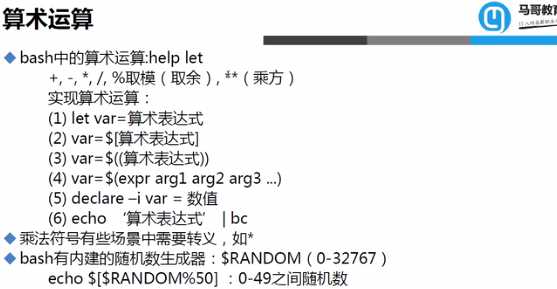 算术运算
马哥教育
bash中的算术运算:help let
+, -, *, /, %取模（取余）, **（乘方）
实现算术运算：
(1) let var=算术表达式
(2) var=$[算术表达式]
(3) var=$((算术表达式))
(4) var=$(expr arg1 arg2 arg3 ...)
(5) declare –i var = 数值
(6) echo ‘算术表达式’ | bc
乘法符号有些场景中需要转义，如*
bash有内建的随机数生成器：$RANDOM（0-32767）
echo $[$RANDOM%50] ：0-49之间随机数